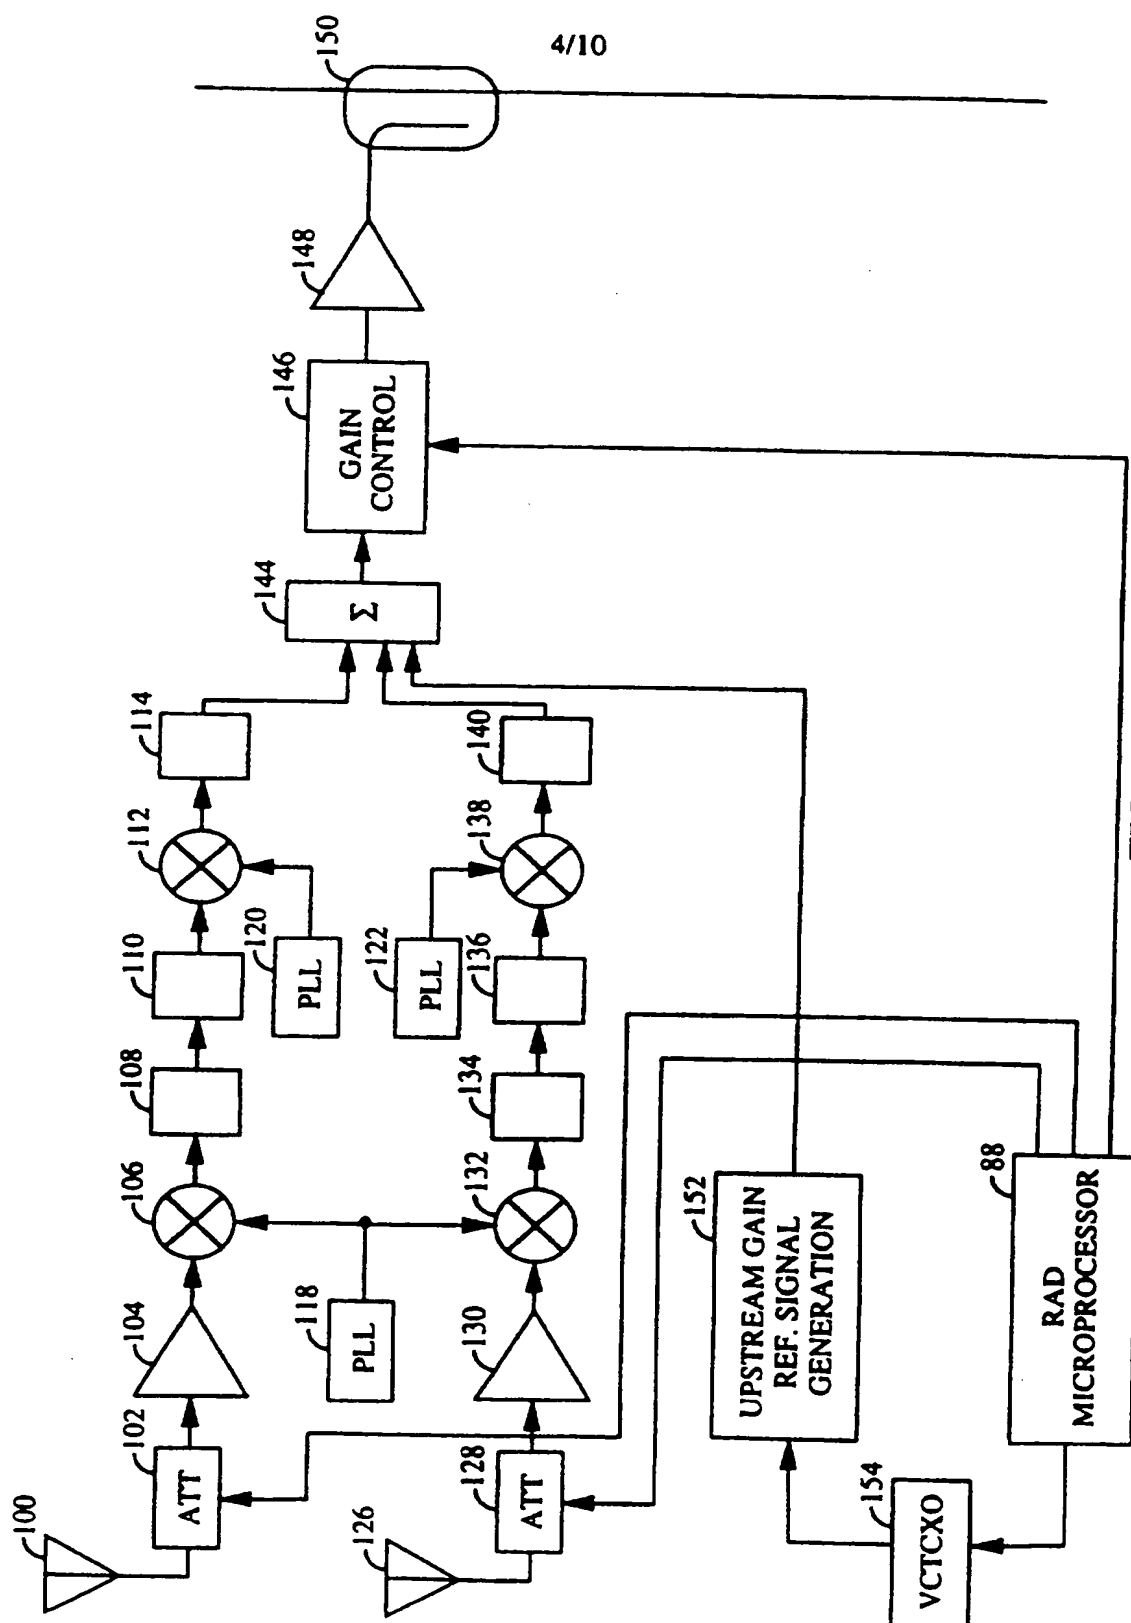 4/10
100
ATT
102
104
106
108
110
112
114
118
PLL
120
PLL
122
PLL
126
ATT
128
130
132
134
136
138
140
144
Σ
146
GAIN
CONTROL
148
150
152
UPSTREAM GAIN
REF. SIGNAL
GENERATION
154
VCTCXO
88
RAD
MICROPROCESSOR